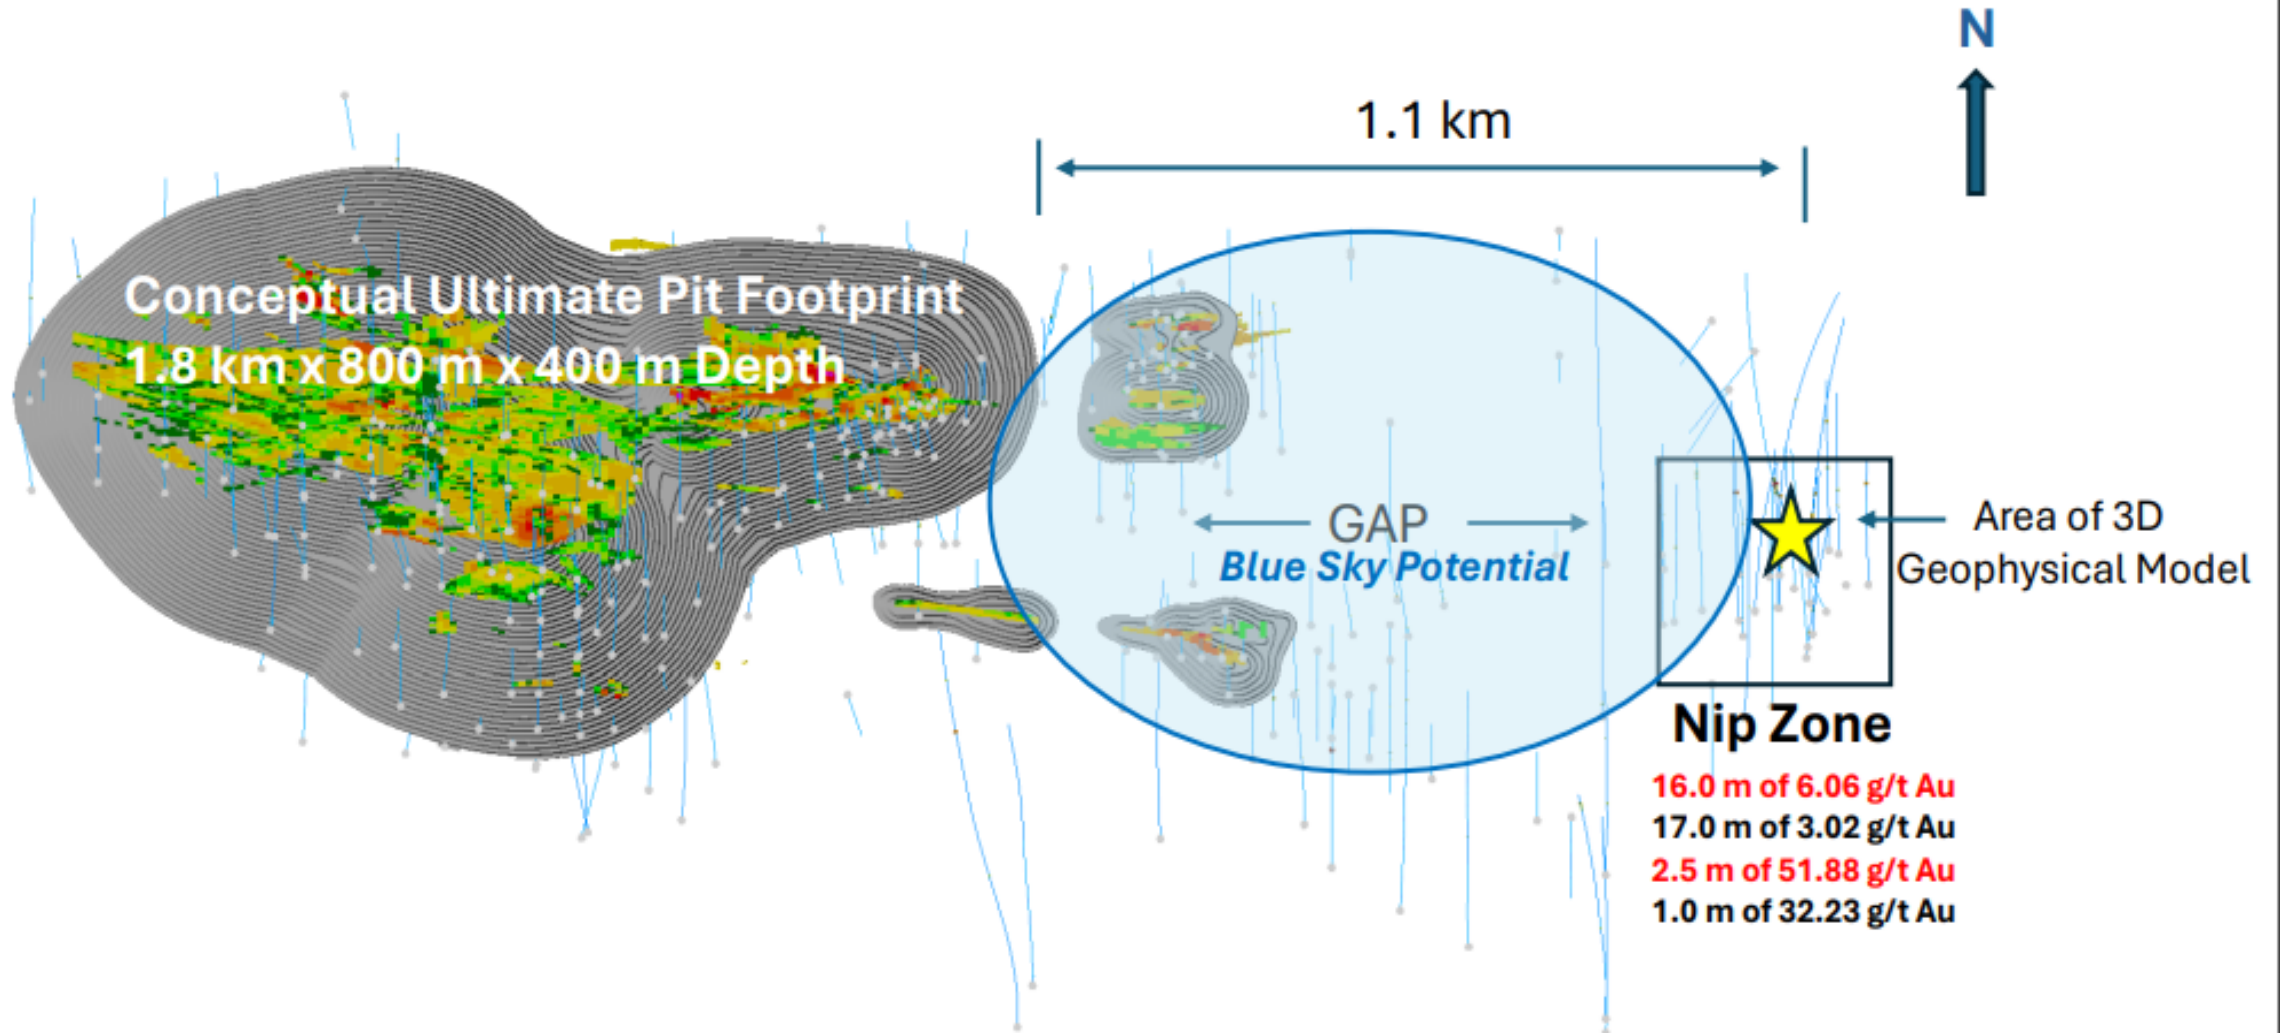 N
1.1 km
Conceptual Ultimate Pit Footprint
1.8 km x 800 m x 400 m Depth
GAP
Blue Sky Potential
Area of 3D
Geophysical Model
Nip Zone
16.0 m of 6.06 g/t Au
17.0 m of 3.02 g/t Au
2.5 m of 51.88 g/t Au
1.0 m of 32.23 g/t Au